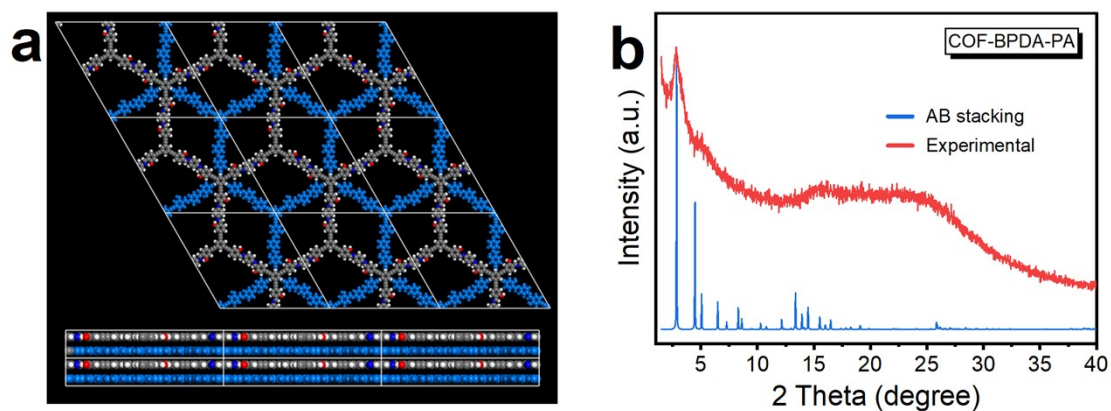 a
b
COF-BPDA-PA
AB stacking
Experimental
Intensity (a.u.)
5 10 15 20 25 30 35 40
2 Theta (degree)